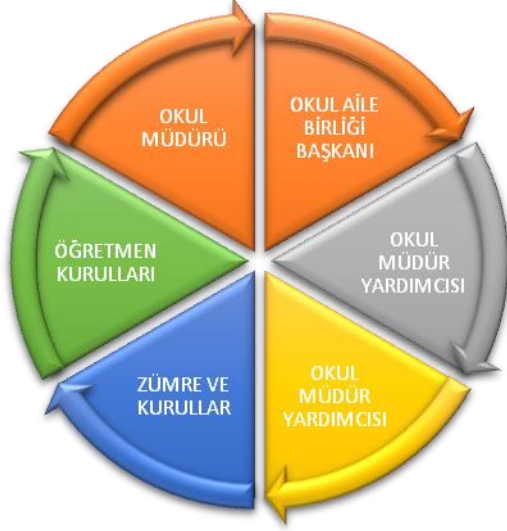 OKUL
MÜDÜRÜ
OKUL AİLE
BİRLİĞİ
BAŞKANI
OKUL
MÜDÜR
YARDIMCISI
OKUL
MÜDÜR
YARDIMCISI
ZÜMRE VE
KURULLAR
ÖĞRETMEN
KURULLARI